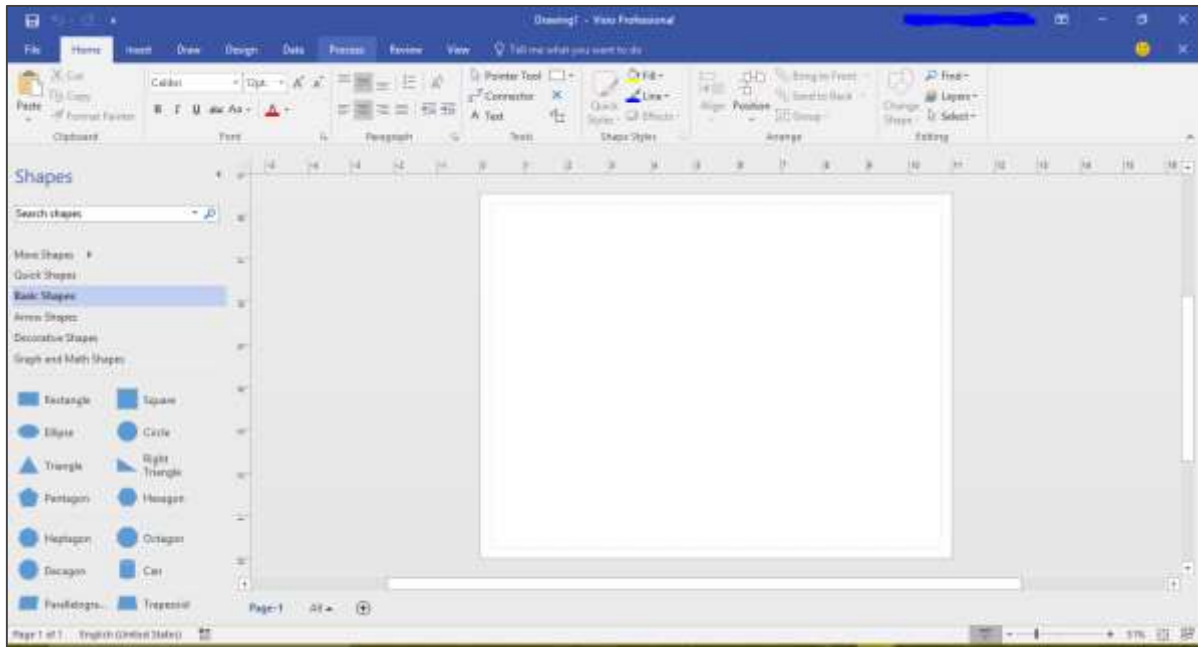 Drawing1 - Visio Professional
File Home Insert Draw Design Data Process Review View Tell me what you want to do
Paste
Cut
Copy
Format Painter
Clipboard
Calibri 12pt.
B I U abc Aa A
Font
Paragraph
Pointer Tool
Connector
A Text
Tools
Quick Styles
Fill
Line
Effects
Shape Styles
Align
Position
Bring to Front
Send to Back
Group
Arrange
Change Shape
Find
Layers
Select
Editing
Shapes
Search shapes
More Shapes
Quick Shapes
Basic Shapes
Arrow Shapes
Decorative Shapes
Graph and Math Shapes
Rectangle Square
Ellipse Circle
Triangle Right Triangle
Pentagon Hexagon
Heptagon Octagon
Decagon Can
Parallelogra... Trapezoid
Page-1 All
Page 1 of 1 English (United States) 51%